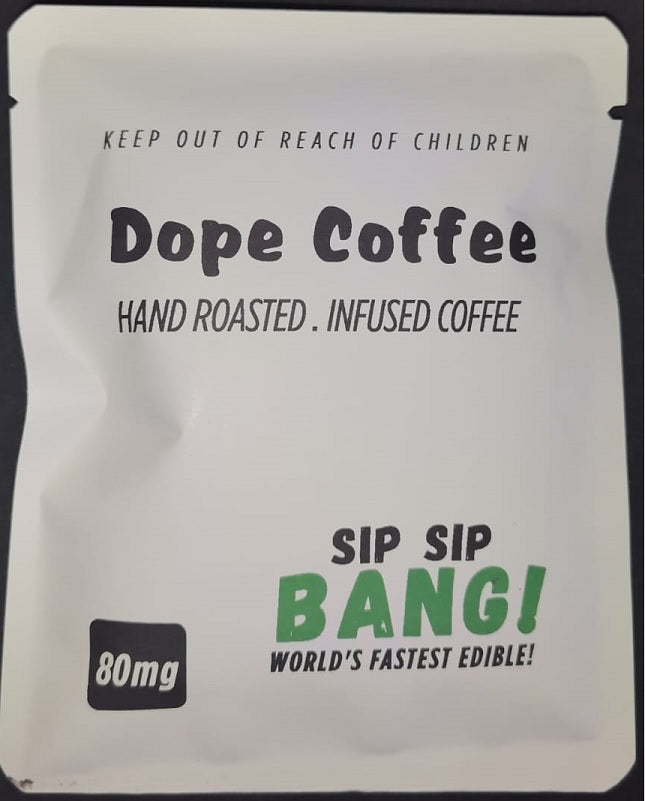 KEEP OUT OF REACH OF CHILDREN
Dope Coffee
HAND ROASTED . INFUSED COFFEE
SIP SIP
BANG!
WORLD'S FASTEST EDIBLE!
80mg